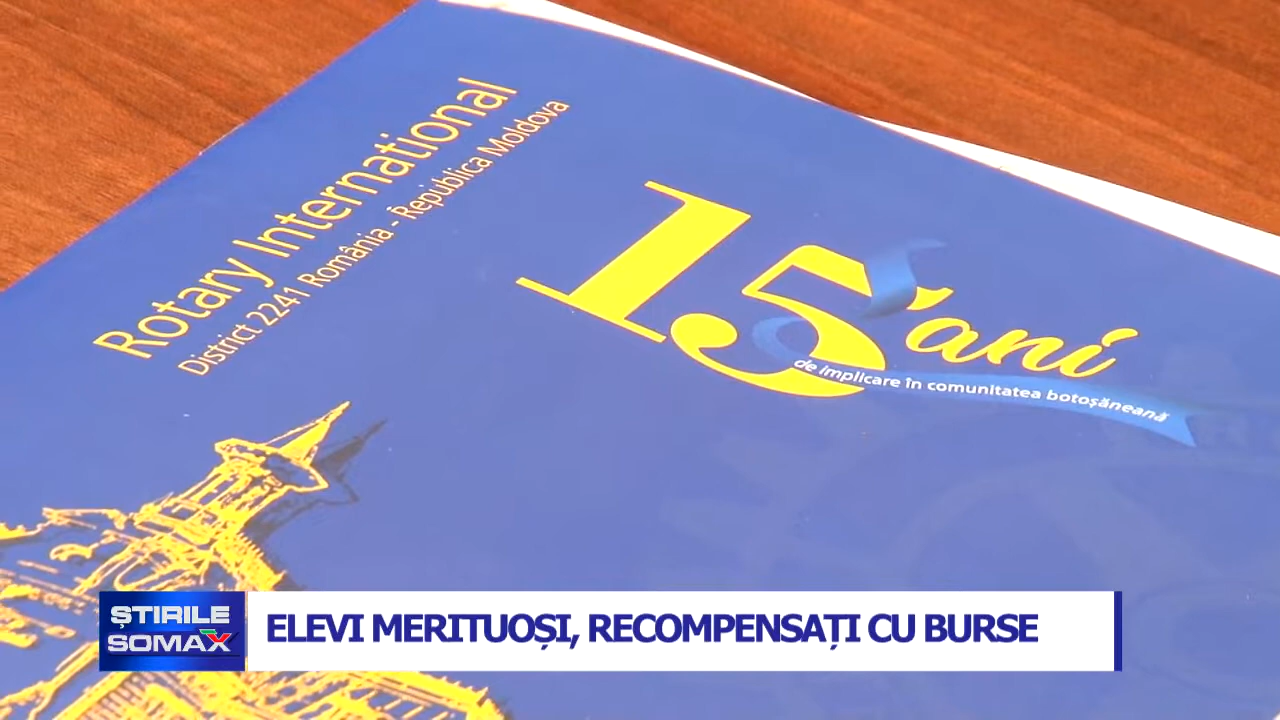 Rotary International
District 2241 România - Republica Moldova
15 ani
de implicare în comunitatea botoșăneană
ȘTIRILE
SOMAX
ELEVI MERITUOȘI, RECOMPENSAȚI CU BURSE